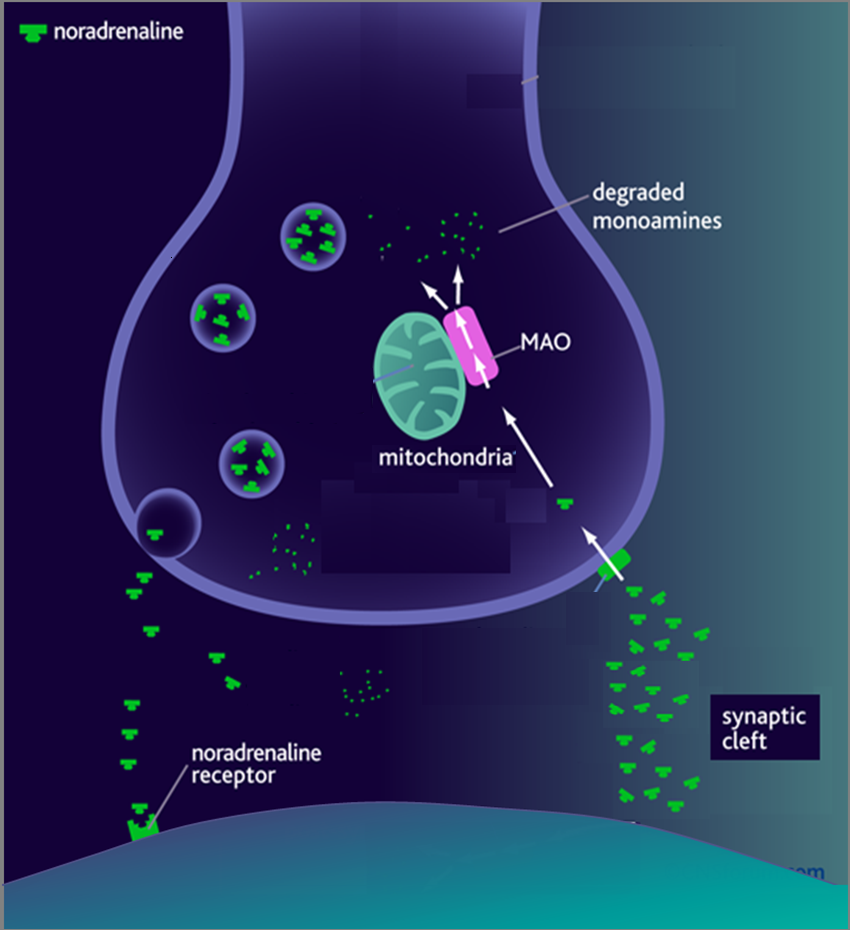 noradrenaline
degraded
monoamines
MAO
mitochondria
synaptic
cleft
noradrenaline
receptor